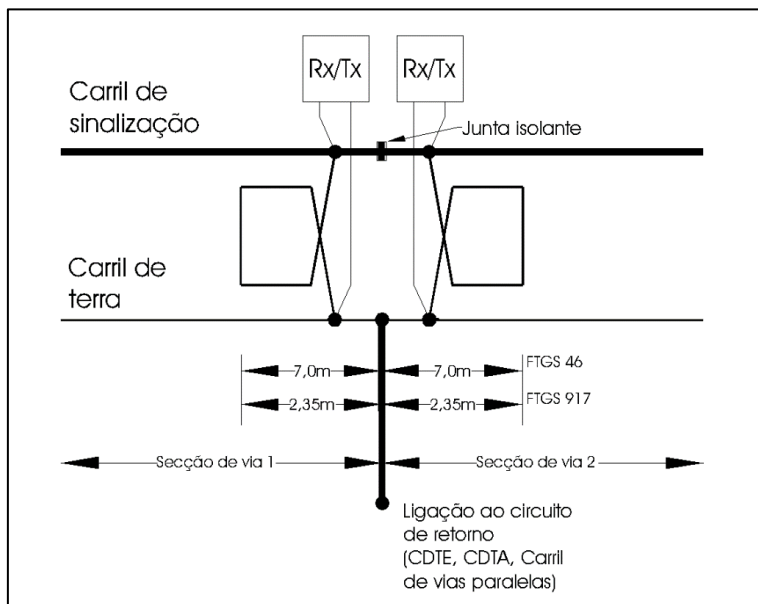 Rx/Tx Rx/Tx
Carril de
sinalização
Junta isolante
Carril de
terra
7,0m 7,0m FTGS 46
2,35m 2,35m FTGS 917
Secção de via 1 Secção de via 2
Ligação ao circuito
de retorno
(CDTE, CDTA, Carril
de vias paralelas)